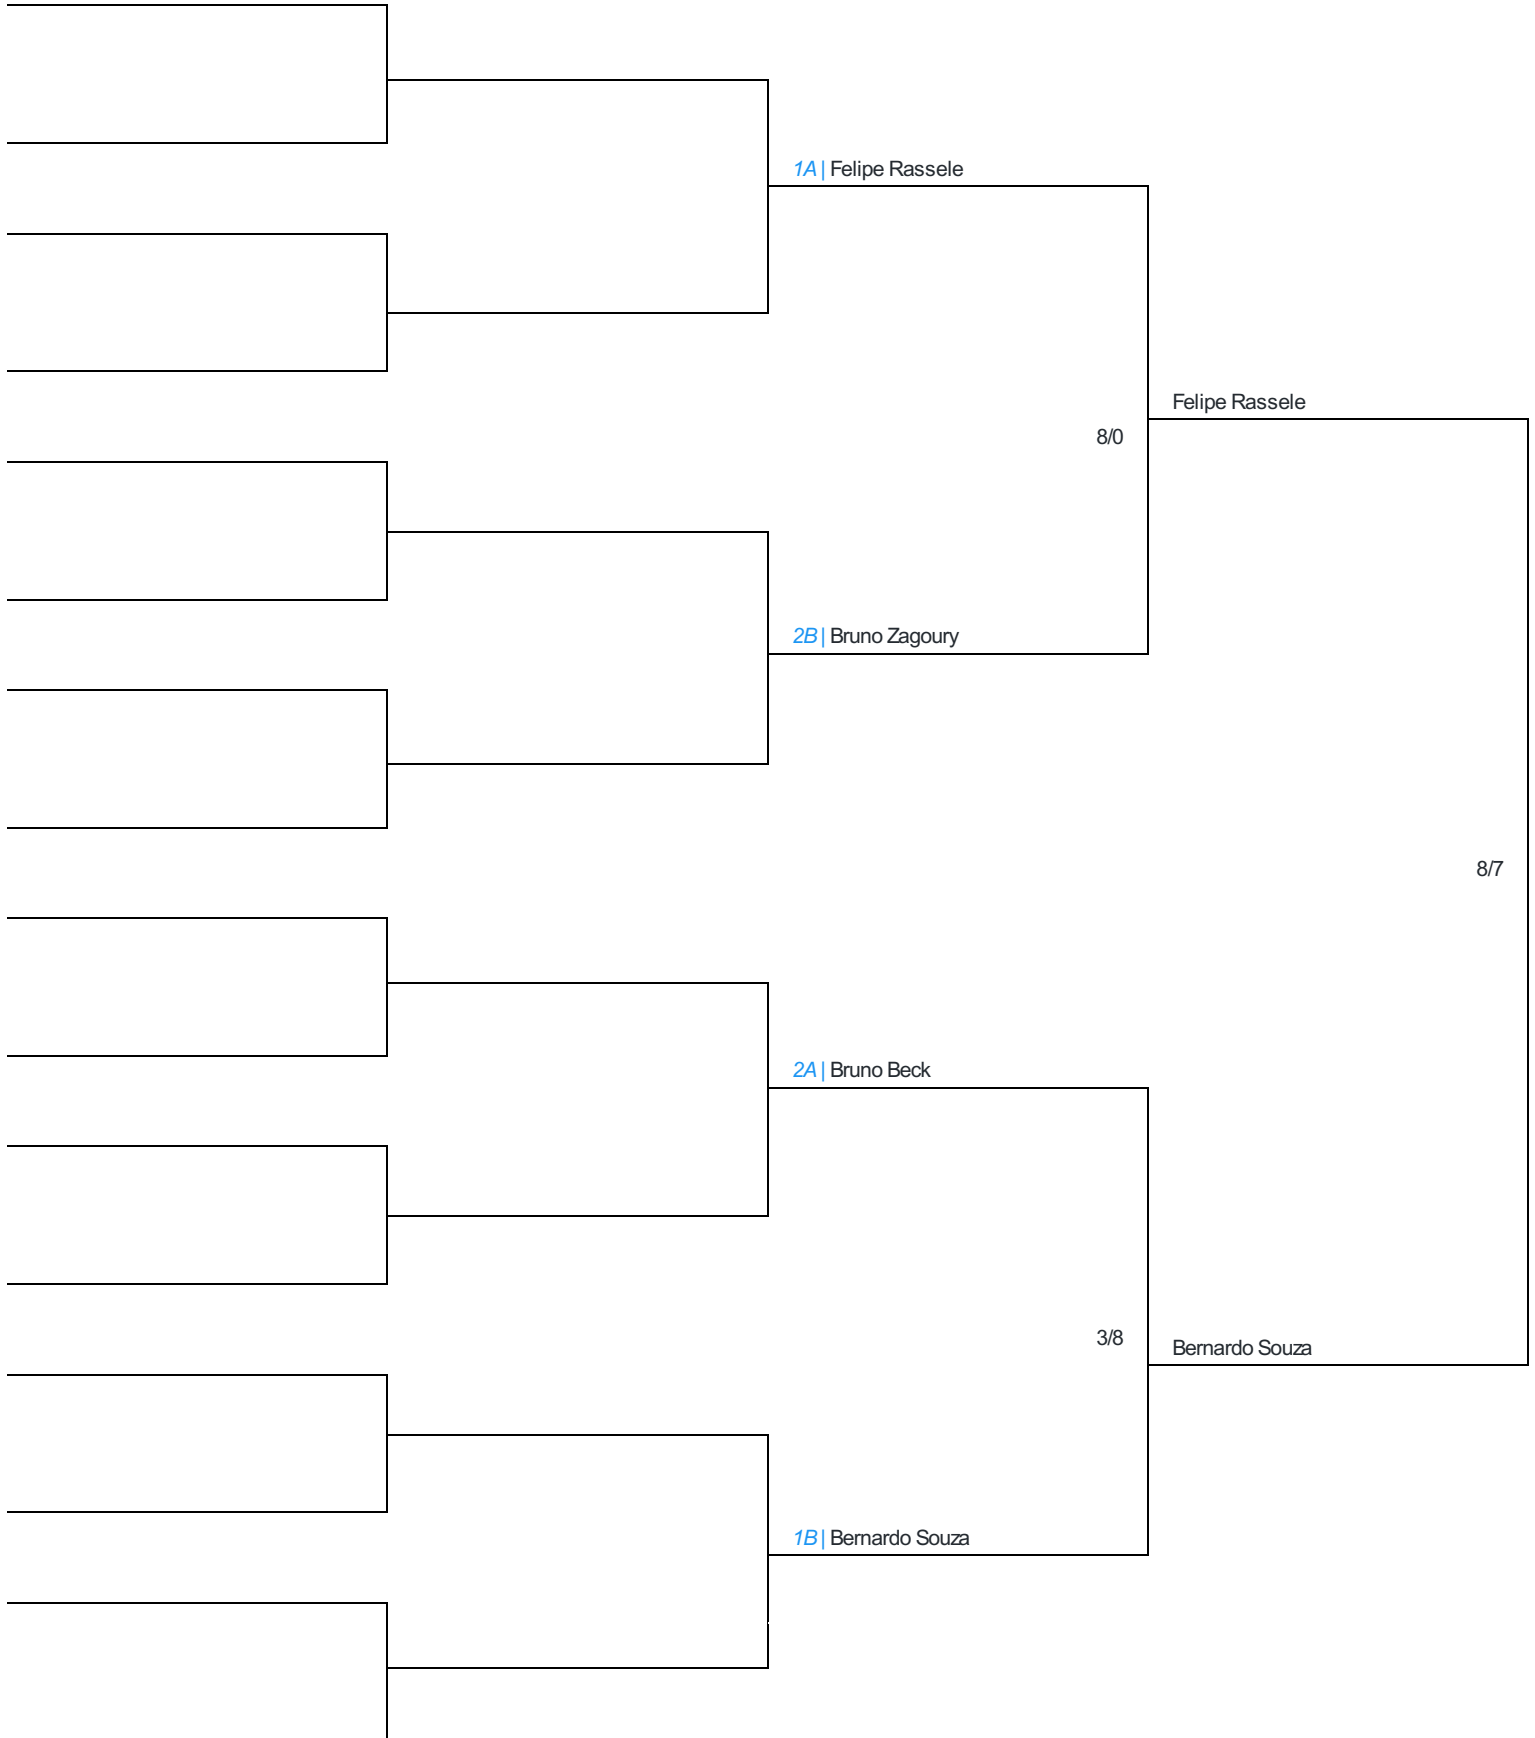 1A | Felipe Rassele
Felipe Rassele
8/0
2B | Bruno Zagoury
8/7
2A | Bruno Beck
3/8
Bernardo Souza
1B | Bernardo Souza